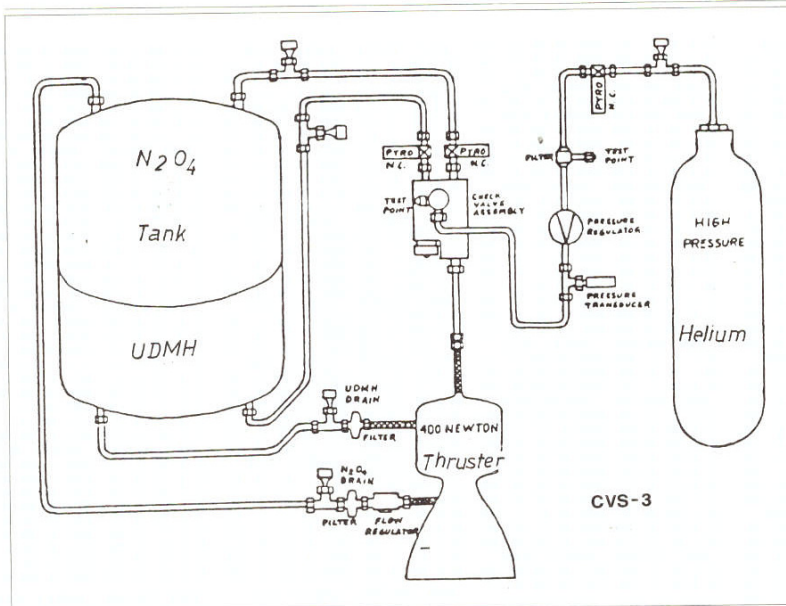 N2O4
Tank
UDMH
PYRO
N.C.
PYRO
N.C.
TEST
POINT
CHECK
VALVE
ASSEMBLY
PYRO
N.C.
FILTER
TEST
POINT
PRESSURE
REGULATOR
PRESSURE
TRANSDUCER
HIGH
PRESSURE
Helium
UDMH
DRAIN
FILTER
400 NEWTON
Thruster
N2O4
DRAIN
FILTER
FLOW
REGULATOR
CVS-3